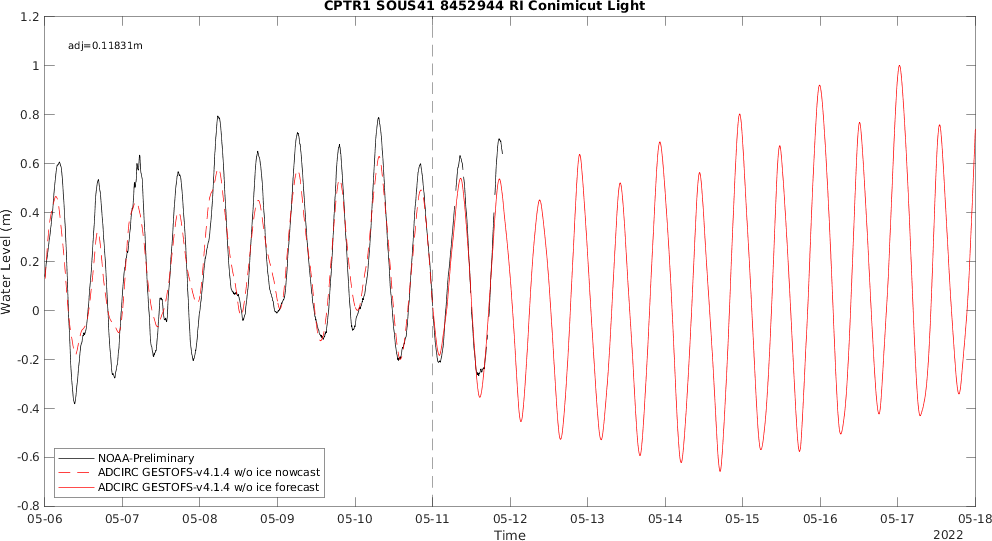 CPTR1 SOUS41 8452944 RI Conimicut Light
adj=0.11831m
Water Level (m)
1.2
1
0.8
0.6
0.4
0.2
0
-0.2
-0.4
-0.6
-0.8
NOAA-Preliminary
ADCIRC GESTOFS-v4.1.4 w/o ice nowcast
ADCIRC GESTOFS-v4.1.4 w/o ice forecast
05-06 05-07 05-08 05-09 05-10 05-11 05-12 05-13 05-14 05-15 05-16 05-17 05-18
Time
2022